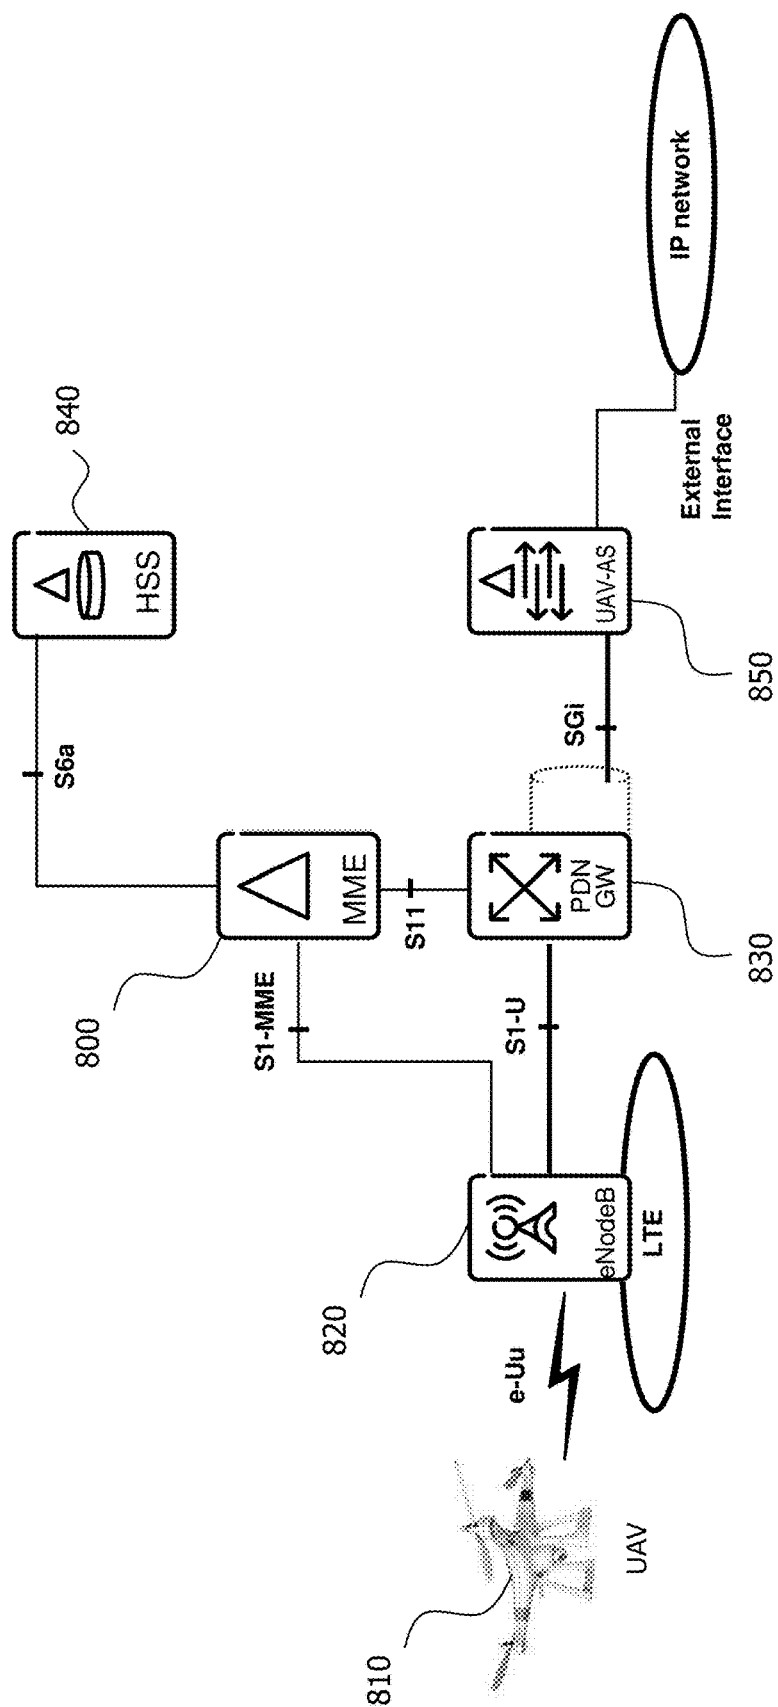 840
HSS
S6a
800
MME
S1-MME
S11
810
UAV
e-Uu
820
eNodeB
LTE
S1-U
PDN
GW
830
SGi
UAV-AS
850
External
Interface
IP network